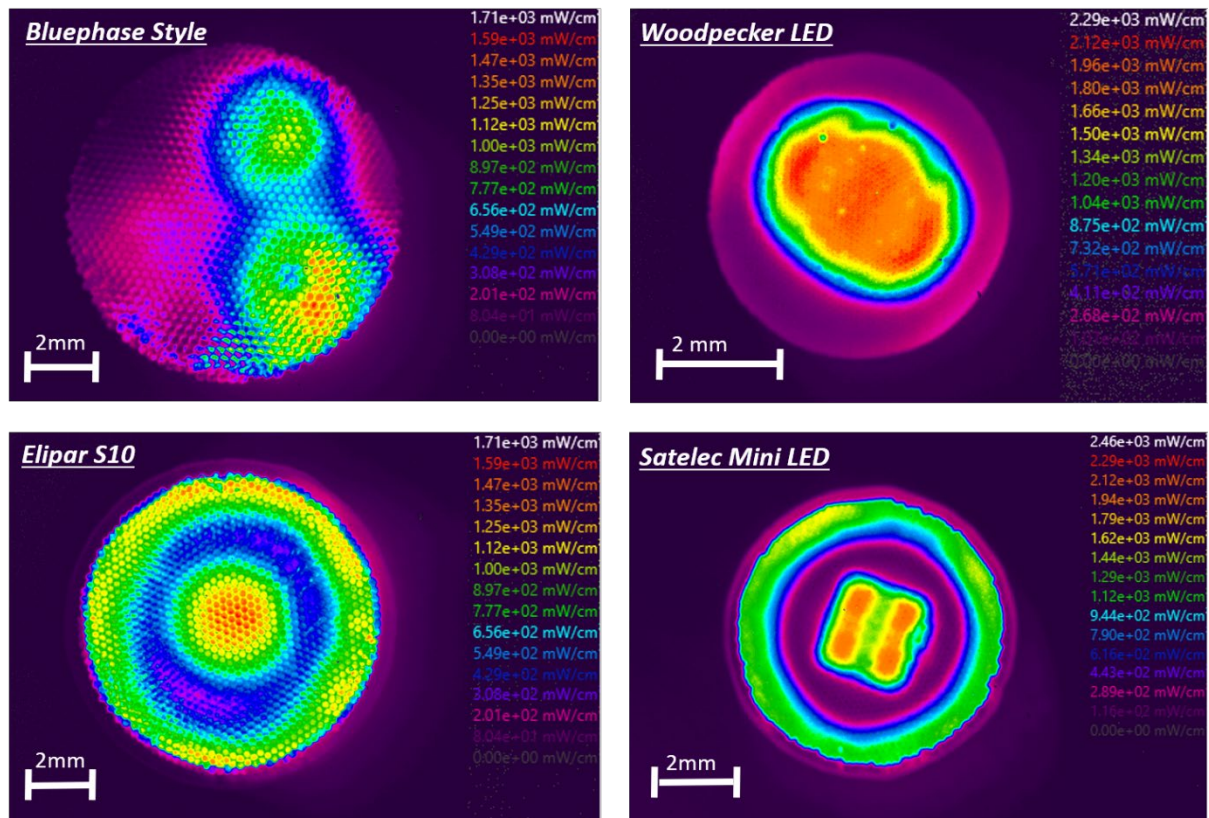 Bluephase Style
1.71e+03 mW/cm
1.59e+03 mW/cm
1.47e+03 mW/cm
1.35e+03 mW/cm
1.25e+03 mW/cm
1.12e+03 mW/cm
1.00e+03 mW/cm
8.97e+02 mW/cm
7.77e+02 mW/cm
6.56e+02 mW/cm
5.49e+02 mW/cm
4.29e+02 mW/cm
3.08e+02 mW/cm
2.01e+02 mW/cm
8.04e+01 mW/cm
0.00e+00 mW/cm
2mm
Woodpecker LED
2.29e+03 mW/cm
2.12e+03 mW/cm
1.96e+03 mW/cm
1.80e+03 mW/cm
1.66e+03 mW/cm
1.50e+03 mW/cm
1.34e+03 mW/cm
1.20e+03 mW/cm
1.04e+03 mW/cm
8.75e+02 mW/cm
7.32e+02 mW/cm
5.71e+02 mW/cm
4.11e+02 mW/cm
2.68e+02 mW/cm
mW/cm
0.00e+00 mW/cm
2 mm
Elipar S10
1.71e+03 mW/cm
1.59e+03 mW/cm
1.47e+03 mW/cm
1.35e+03 mW/cm
1.25e+03 mW/cm
1.12e+03 mW/cm
1.00e+03 mW/cm
8.97e+02 mW/cm
7.77e+02 mW/cm
6.56e+02 mW/cm
5.49e+02 mW/cm
4.29e+02 mW/cm
3.08e+02 mW/cm
2.01e+02 mW/cm
8.04e+01 mW/cm
0.00e+00 mW/cm
2mm
Satelec Mini LED
2.46e+03 mW/cm
2.29e+03 mW/cm
2.12e+03 mW/cm
1.94e+03 mW/cm
1.79e+03 mW/cm
1.62e+03 mW/cm
1.44e+03 mW/cm
1.29e+03 mW/cm
1.12e+03 mW/cm
9.44e+02 mW/cm
7.90e+02 mW/cm
6.16e+02 mW/cm
4.43e+02 mW/cm
2.89e+02 mW/cm
1.16e+02 mW/cm
0.00e+00 mW/cm
2mm